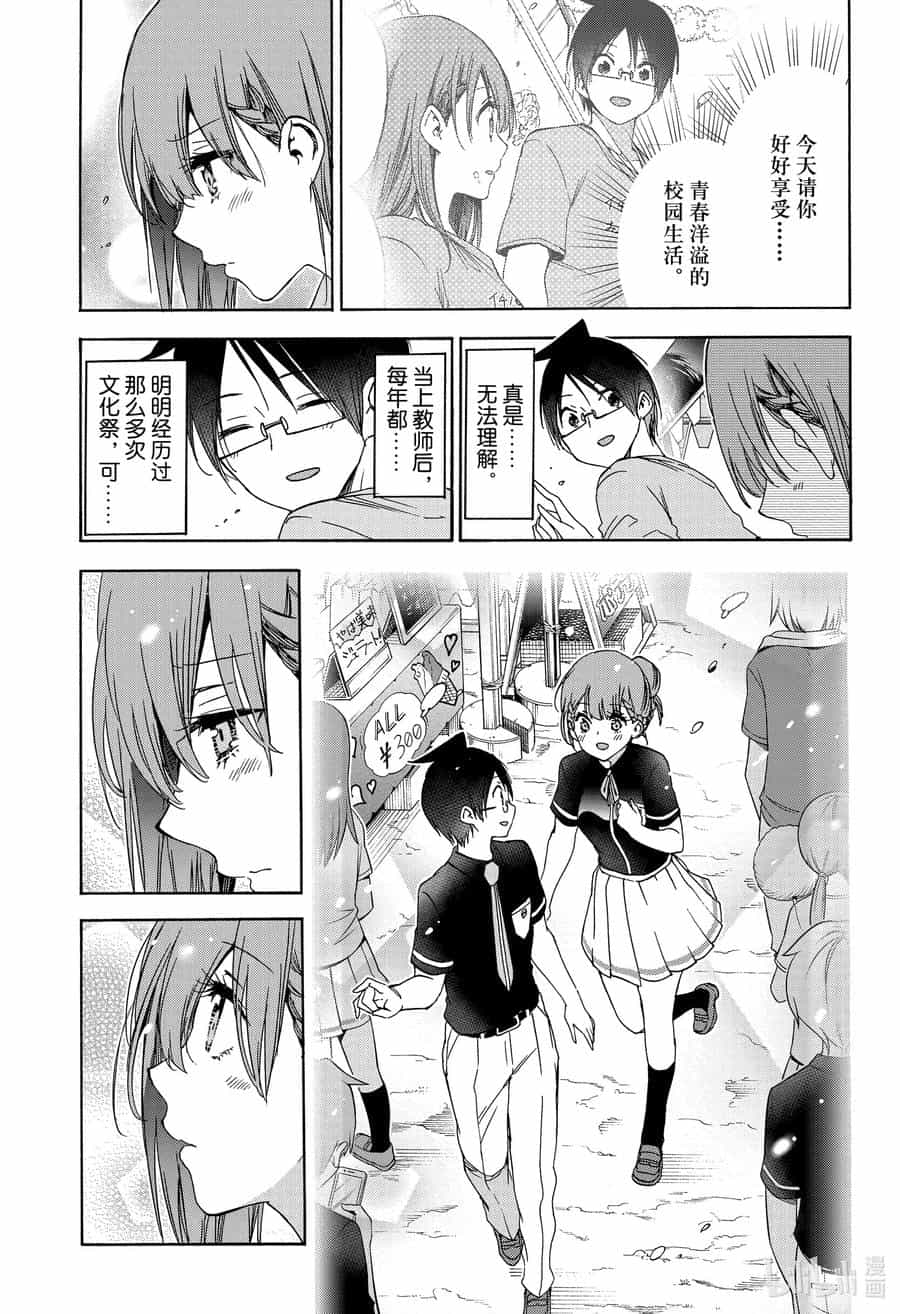 今天请你
好好享受……
青春洋溢的
校园生活。
真是……
无法理解。
当上教师后，
每年都……
明明经历过
那么多次
文化祭，可……
ALL
¥300
漫画